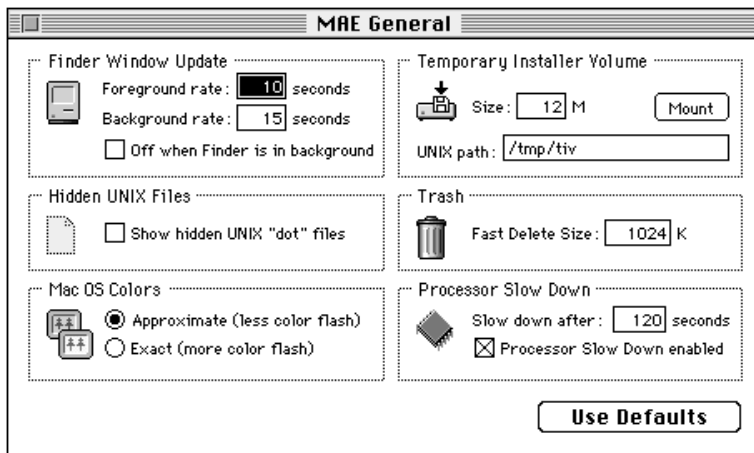 MAE General
Finder Window Update
Foreground rate: 10 seconds
Background rate: 15 seconds
Off when Finder is in background
Temporary Installer Volume
Size: 12 M
Mount
UNIX path: /tmp/tiv
Hidden UNIX Files
Show hidden UNIX "dot" files
Trash
Fast Delete Size: 1024 K
Mac OS Colors
Approximate (less color flash)
Exact (more color flash)
Processor Slow Down
Slow down after: 120 seconds
Processor Slow Down enabled
Use Defaults